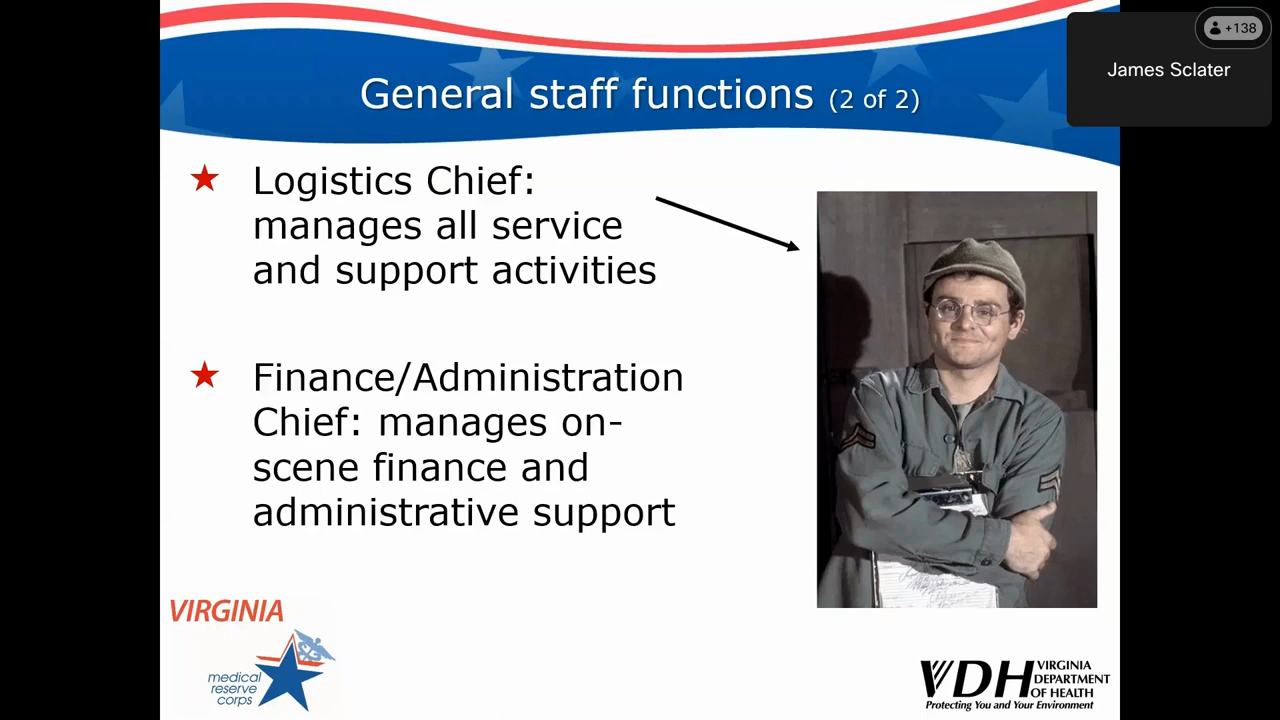 +138
James Sclater
General staff functions (2 of 2)
★ Logistics Chief:
manages all service
and support activities
★ Finance/Administration
Chief: manages on-
scene finance and
administrative support
VIRGINIA
medical
reserve
corps
VDH
VIRGINIA
DEPARTMENT
OF HEALTH
Protecting You and Your Environment